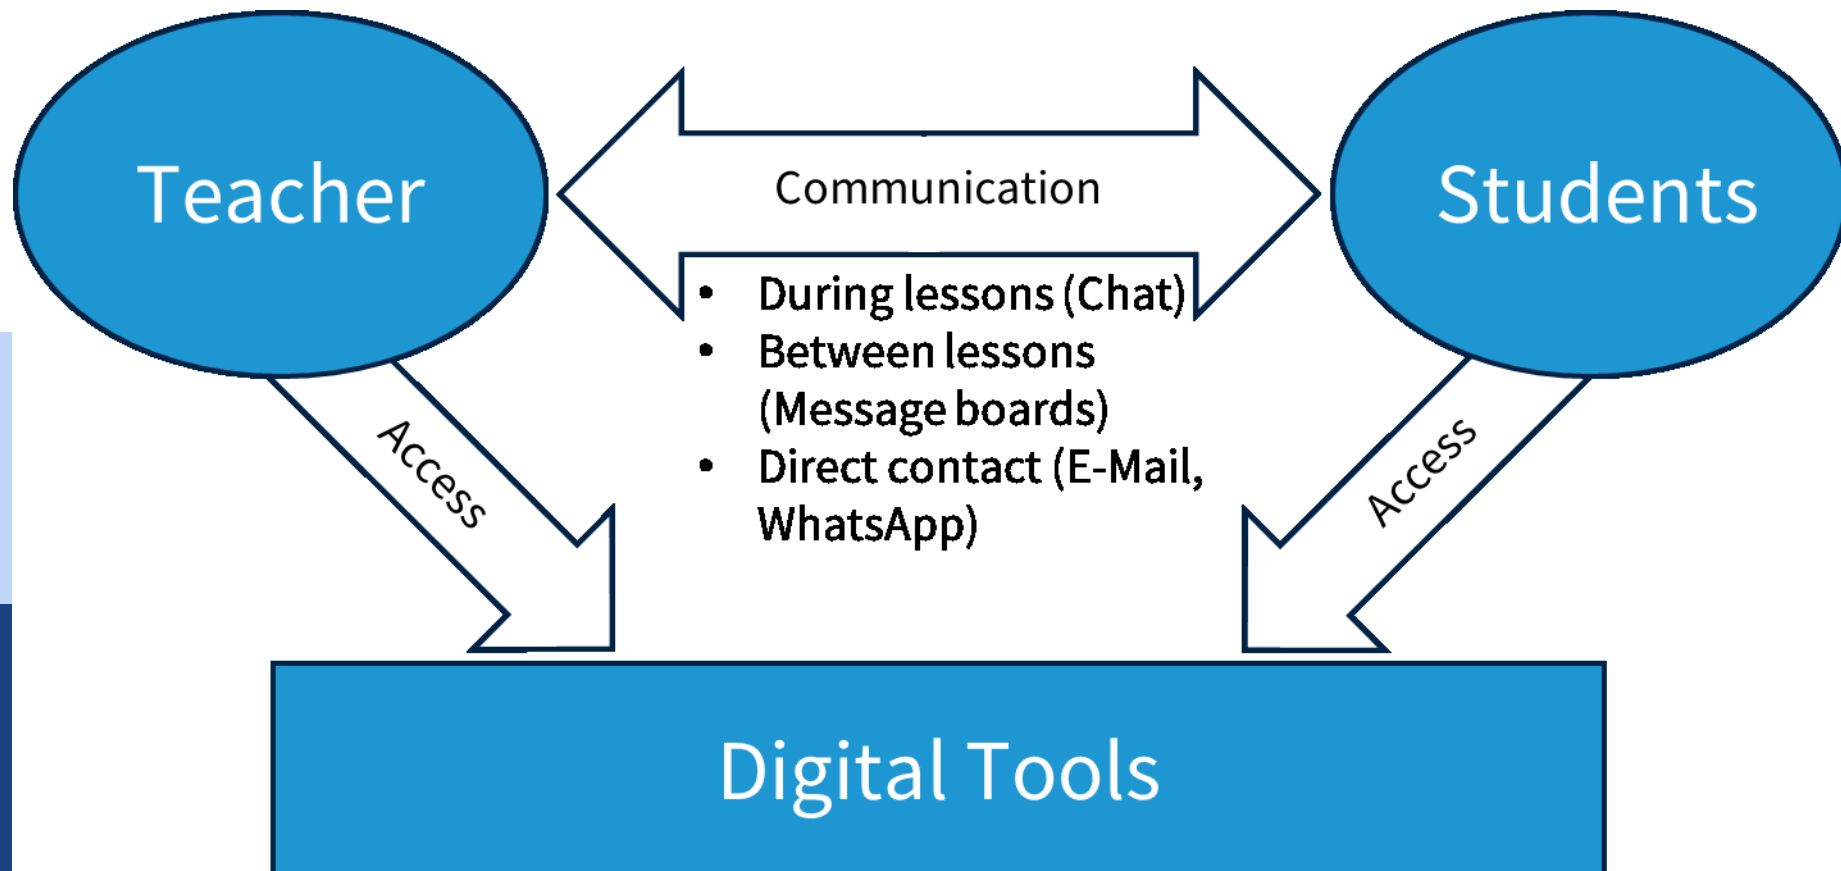 Teacher
Communication
Students
• During lessons (Chat)
• Between lessons
(Message boards)
• Direct contact (E-Mail,
WhatsApp)
Access
Access
Digital Tools